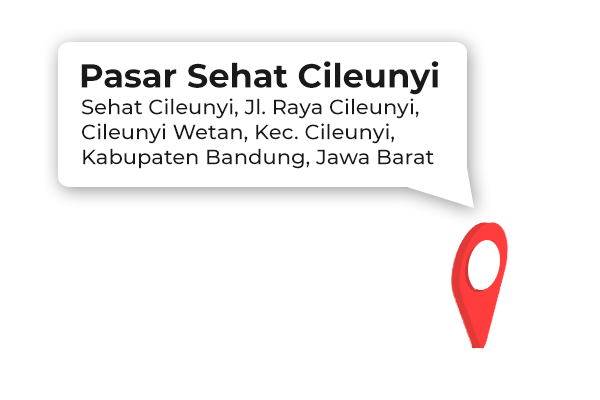 Pasar Sehat Cileunyi
Sehat Cileunyi, Jl. Raya Cileunyi,
Cileunyi Wetan, Kec. Cileunyi,
Kabupaten Bandung, Jawa Barat